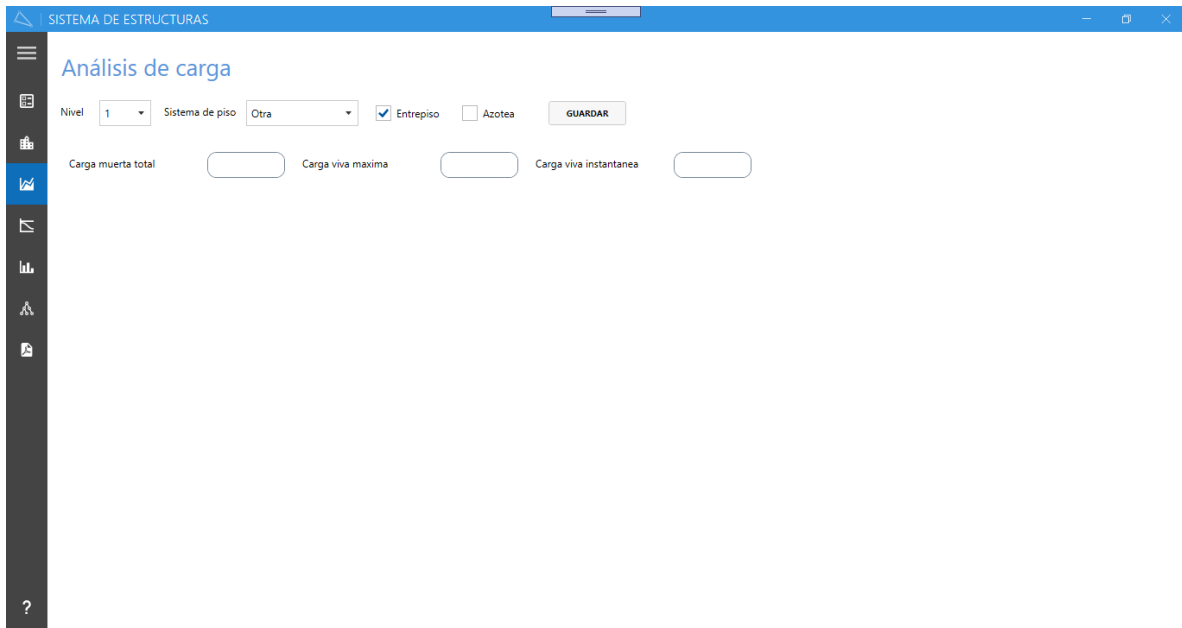 SISTEMA DE ESTRUCTURAS
Análisis de carga
Nivel 1 Sistema de piso Otra Entrepiso Azotea GUARDAR
Carga muerta total Carga viva maxima Carga viva instantanea
?